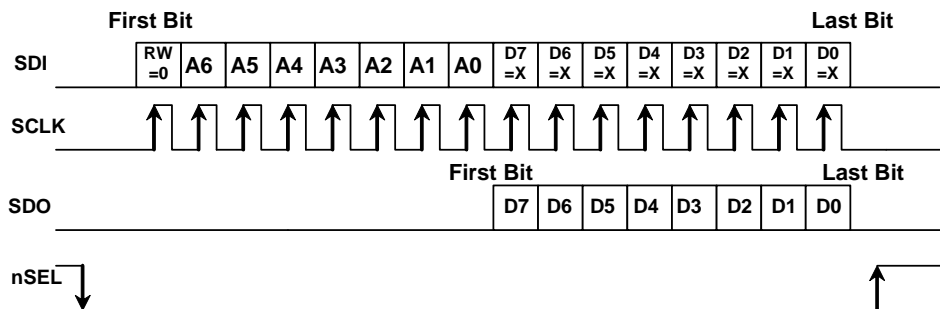 First Bit Last Bit
SDI RW =0 A6 A5 A4 A3 A2 A1 A0 D7 =X D6 =X D5 =X D4 =X D3 =X D2 =X D1 =X D0 =X
SCLK
First Bit Last Bit
SDO D7 D6 D5 D4 D3 D2 D1 D0
nSEL